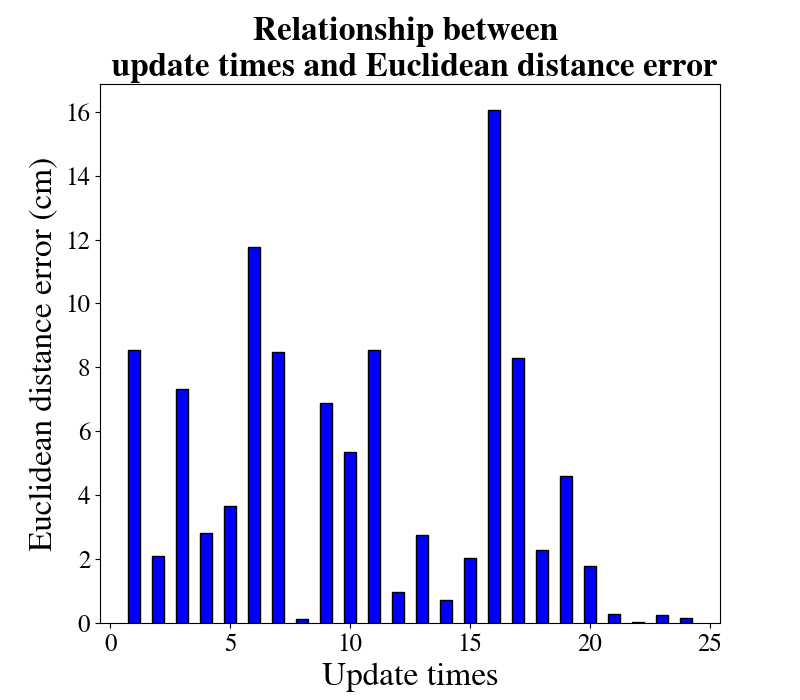 Relationship between
update times and Euclidean distance error
Euclidean distance error (cm)
16
14
12
10
8
6
4
2
0
0 5 10 15 20 25
Update times